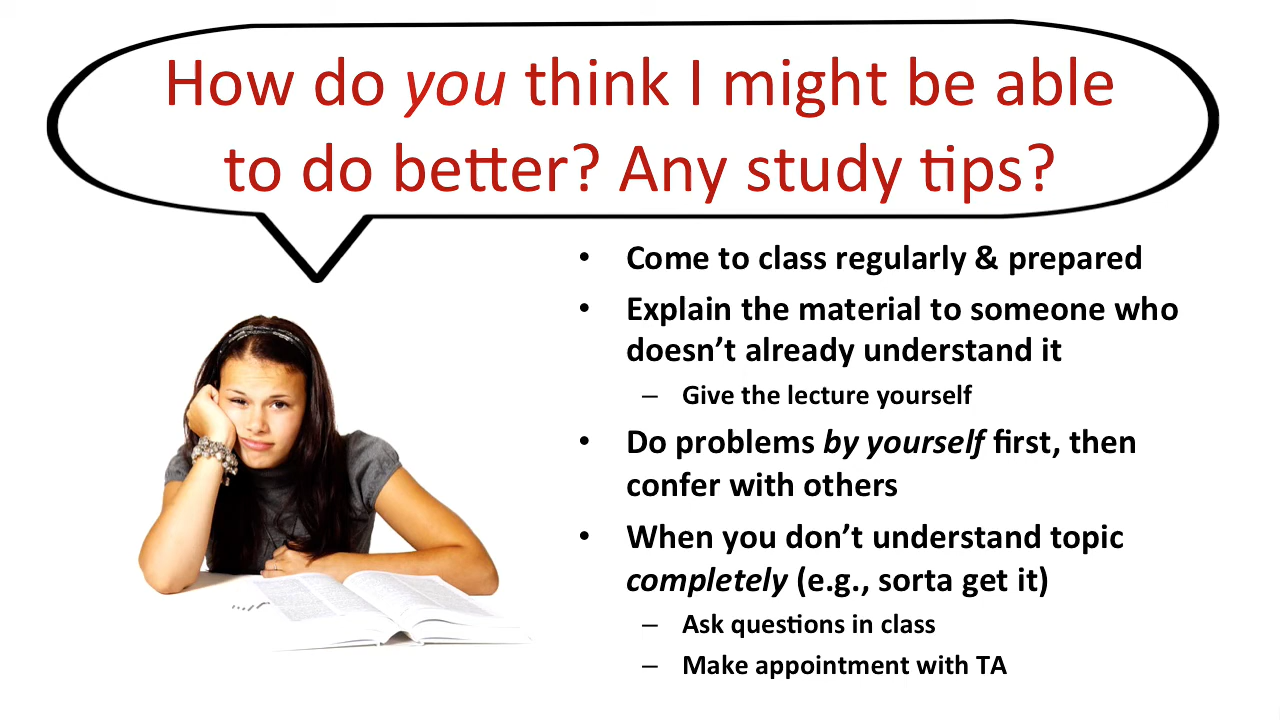 How do you think I might be able
to do better? Any study tips?
• Come to class regularly & prepared
• Explain the material to someone who
doesn't already understand it
– Give the lecture yourself
• Do problems by yourself first, then
confer with others
• When you don't understand topic
completely (e.g., sorta get it)
– Ask questions in class
– Make appointment with TA